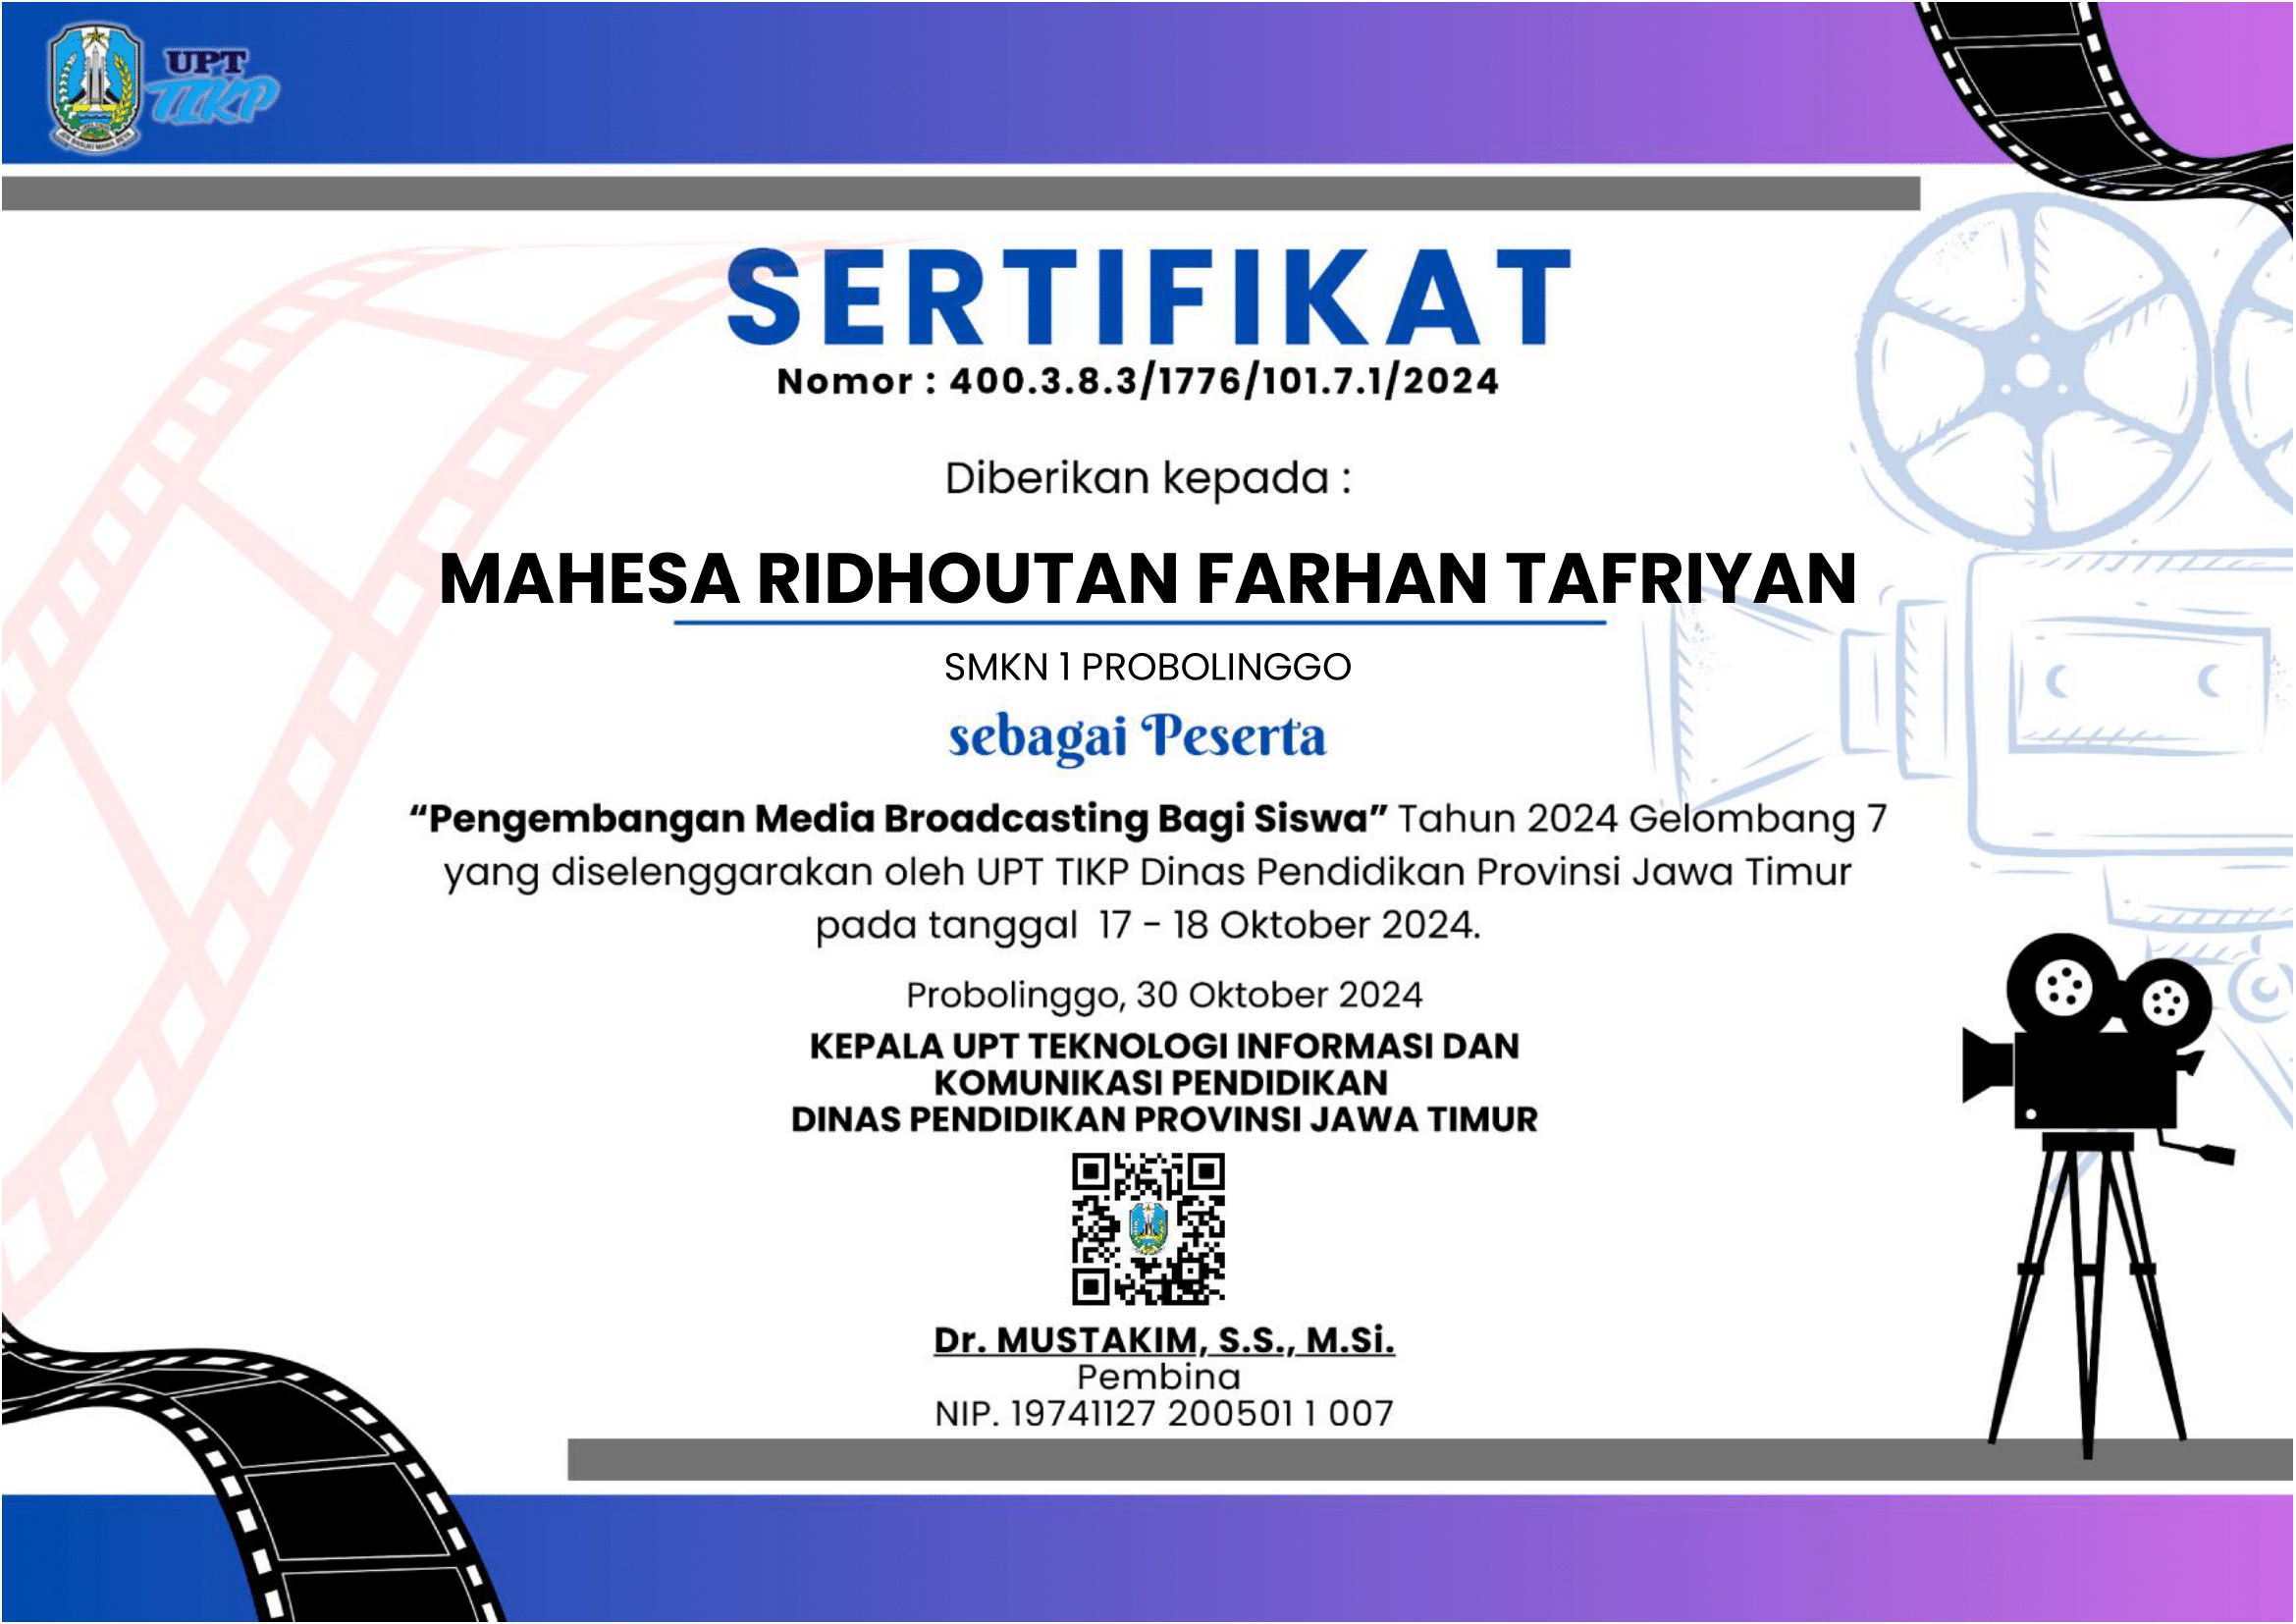 UPT
TIKP
SERTIFIKAT
Nomor : 400.3.8.3/1776/101.7.1/2024
Diberikan kepada :
MAHESA RIDHOUTAN FARHAN TAFRIYAN
SMKN 1 PROBOLINGGO
sebagai Peserta
“Pengembangan Media Broadcasting Bagi Siswa” Tahun 2024 Gelombang 7
yang diselenggarakan oleh UPT TIKP Dinas Pendidikan Provinsi Jawa Timur
pada tanggal 17 - 18 Oktober 2024.
Probolinggo, 30 Oktober 2024
KEPALA UPT TEKNOLOGI INFORMASI DAN
KOMUNIKASI PENDIDIKAN
DINAS PENDIDIKAN PROVINSI JAWA TIMUR
Dr. MUSTAKIM, S.S., M.Si.
Pembina
NIP. 19741127 200501 1 007